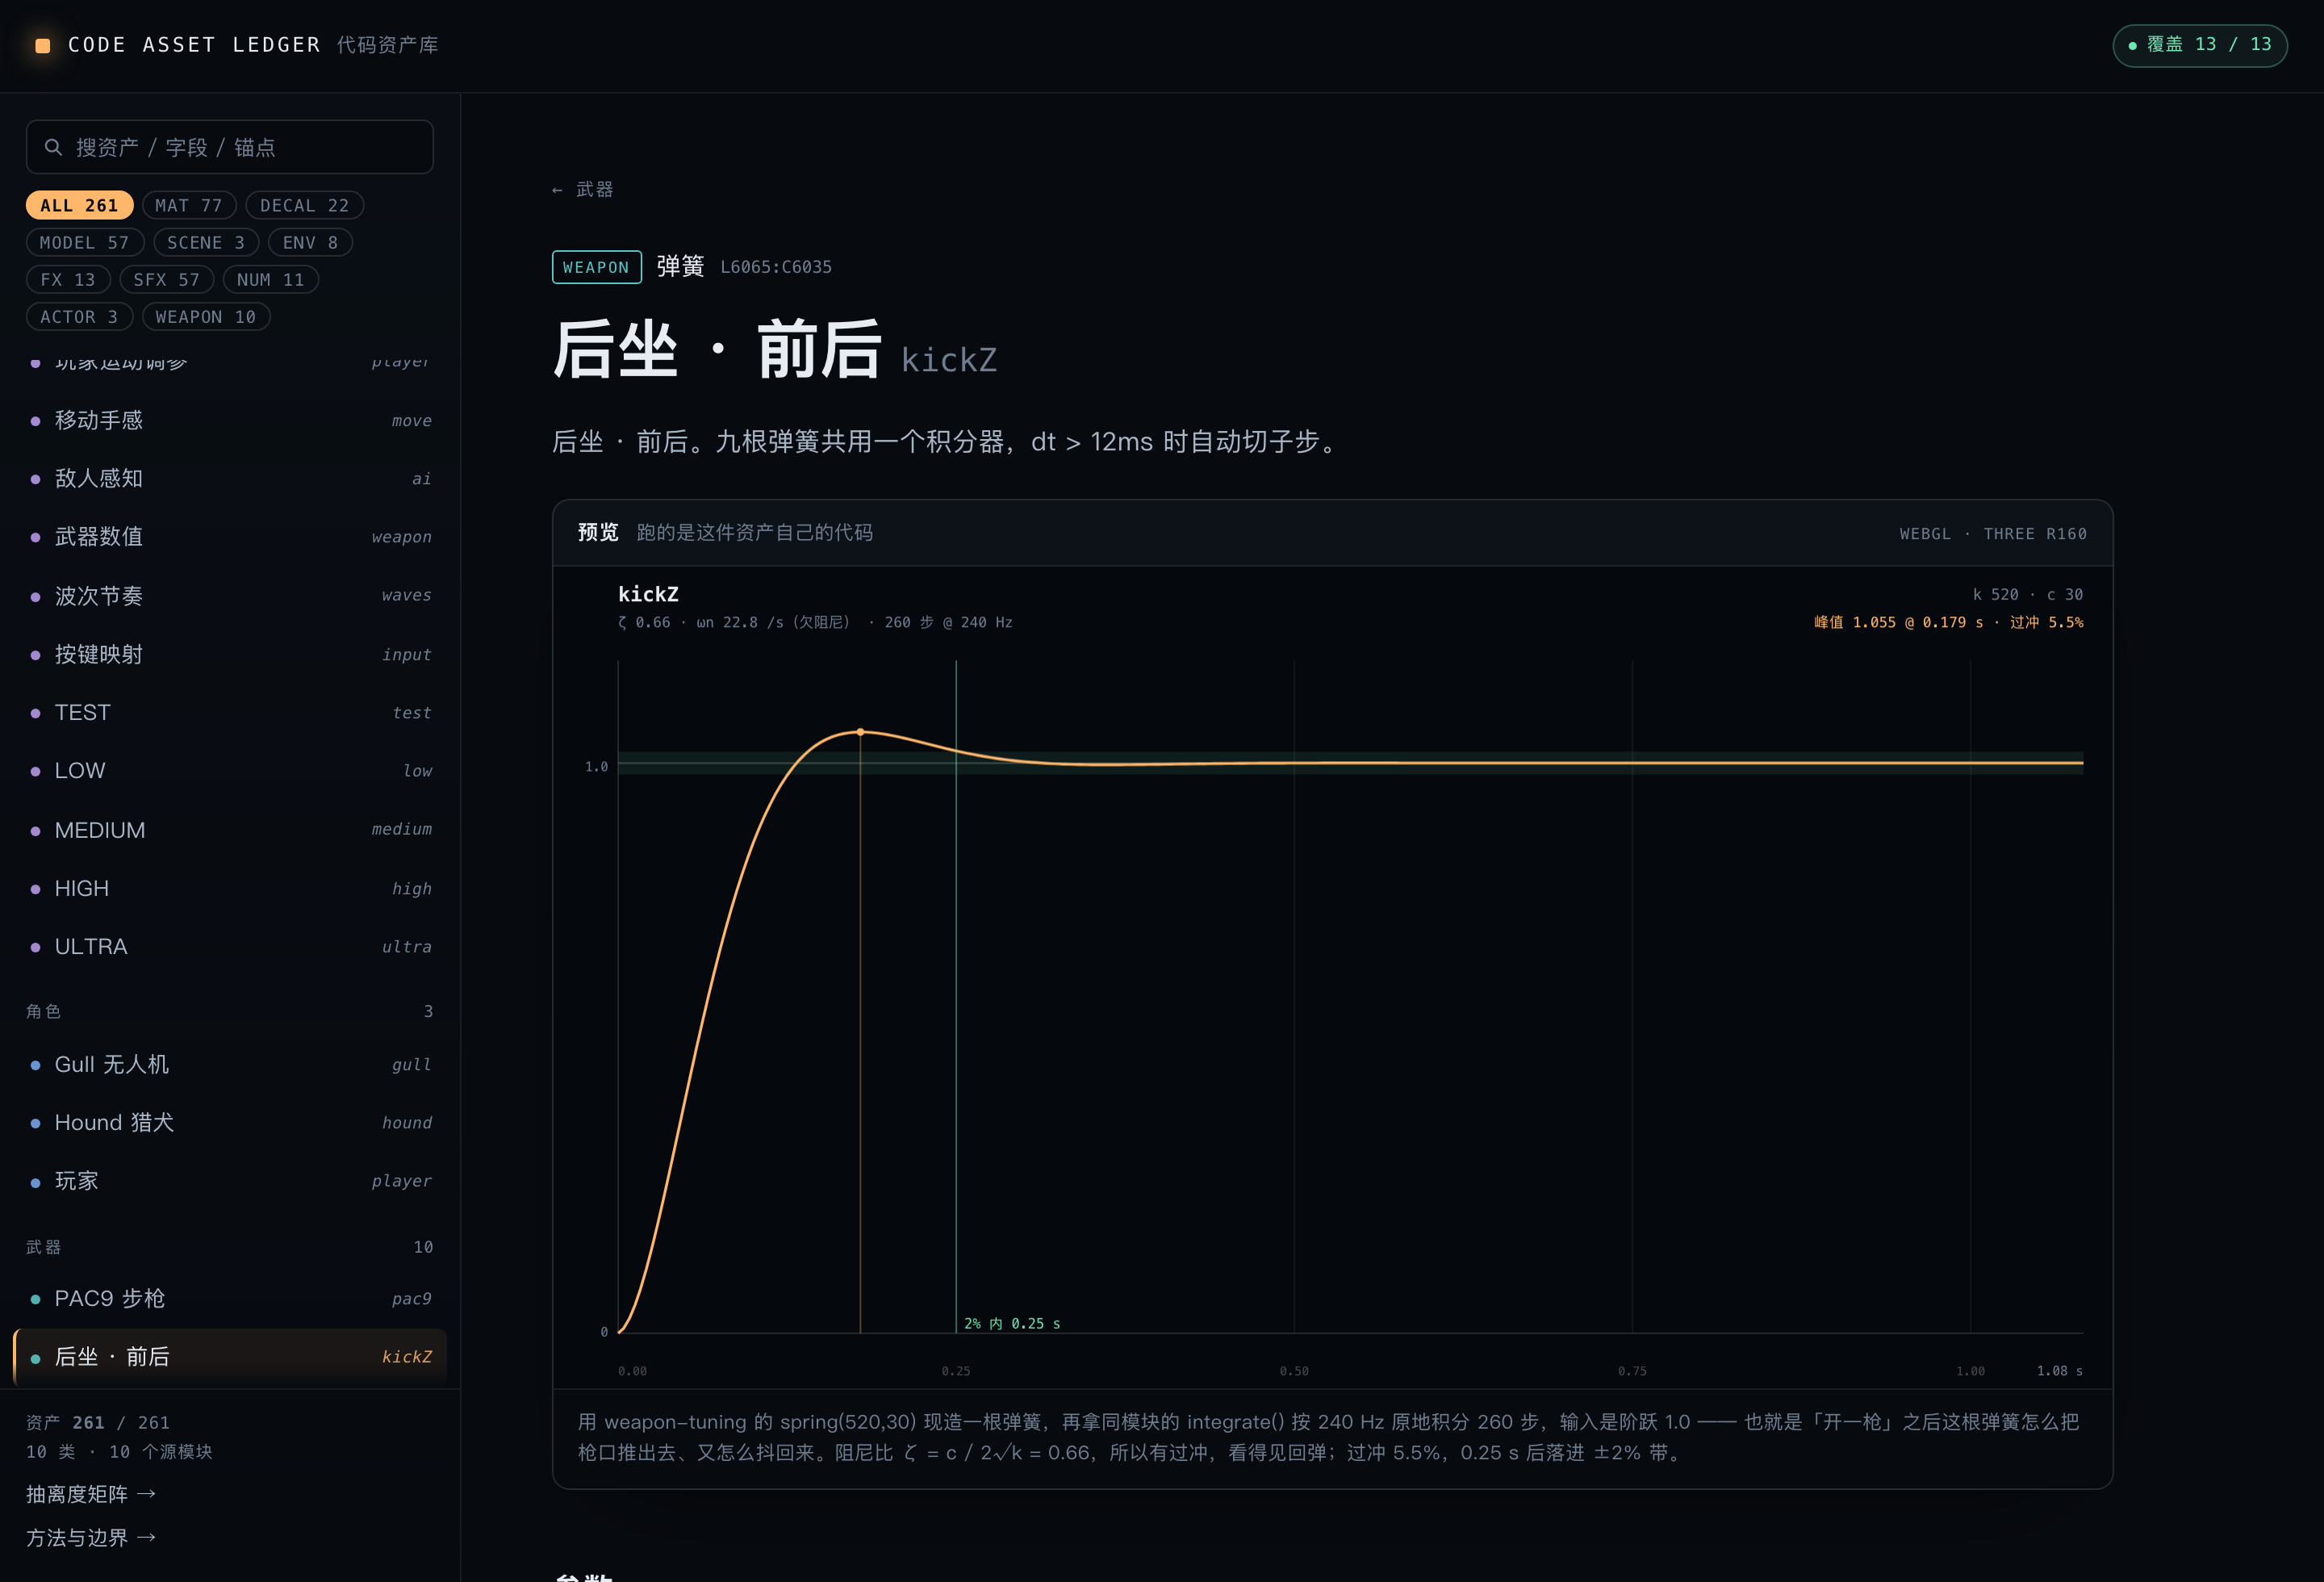 CODE ASSET LEDGER 代码资产库
覆盖 13 / 13
搜资产 / 字段 / 锚点
ALL 261 MAT 77 DECAL 22
MODEL 57 SCENE 3 ENV 8
FX 13 SFX 57 NUM 11
ACTOR 3 WEAPON 10
玩家运动调参 player
移动手感 move
敌人感知 ai
武器数值 weapon
波次节奏 waves
按键映射 input
TEST test
LOW low
MEDIUM medium
HIGH high
ULTRA ultra
角色 3
Gull 无人机 gull
Hound 猎犬 hound
玩家 player
武器 10
PAC9 步枪 pac9
后坐 · 前后 kickZ
资产 261 / 261
10 类 · 10 个源模块
抽离度矩阵 →
方法与边界 →
← 武器
WEAPON 弹簧 L6065:C6035
后坐 · 前后 kickZ
后坐 · 前后。九根弹簧共用一个积分器，dt > 12ms 时自动切子步。
预览 跑的是这件资产自己的代码 WEBGL · THREE R160
kickZ k 520 · c 30
ζ 0.66 · ωn 22.8 /s (欠阻尼) · 260 步 @ 240 Hz 峰值 1.055 @ 0.179 s · 过冲 5.5%
1.0
2% 内 0.25 s
0
0.00 0.25 0.50 0.75 1.00 1.08 s
用 weapon-tuning 的 spring(520,30) 现造一根弹簧，再拿同模块的 integrate() 按 240 Hz 原地积分 260 步，输入是阶跃 1.0 —— 也就是「开一枪」之后这根弹簧怎么把
枪口推出去、又怎么抖回来。阻尼比 ζ = c / 2√k = 0.66，所以有过冲，看得见回弹；过冲 5.5%，0.25 s 后落进 ±2% 带。
参数